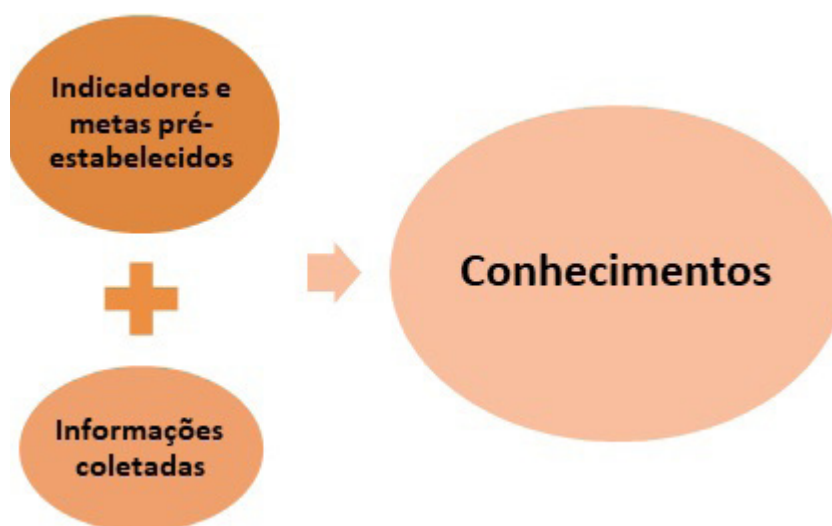 Indicadores e
metas pré-
estabelecidos
Informações
coletadas
Conhecimentos